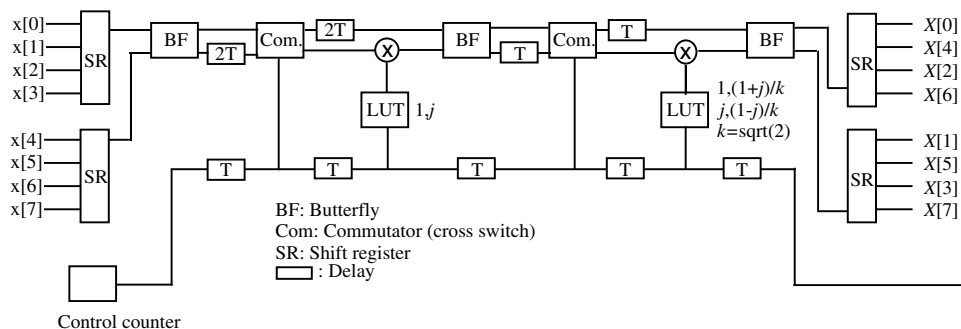 x[0]
x[1]
x[2]
x[3]
SR
BF
2T
Com.
2T
X
BF
T
Com.
T
X
BF
SR
X[0]
X[4]
X[2]
X[6]
LUT
1,j
LUT
1,(1+j)/k
j,(1-j)/k
k=sqrt(2)
x[4]
x[5]
x[6]
x[7]
SR
SR
X[1]
X[5]
X[3]
X[7]
T
T
T
T
T
BF: Butterfly
Com: Commutator (cross switch)
SR: Shift register
: Delay
Control counter